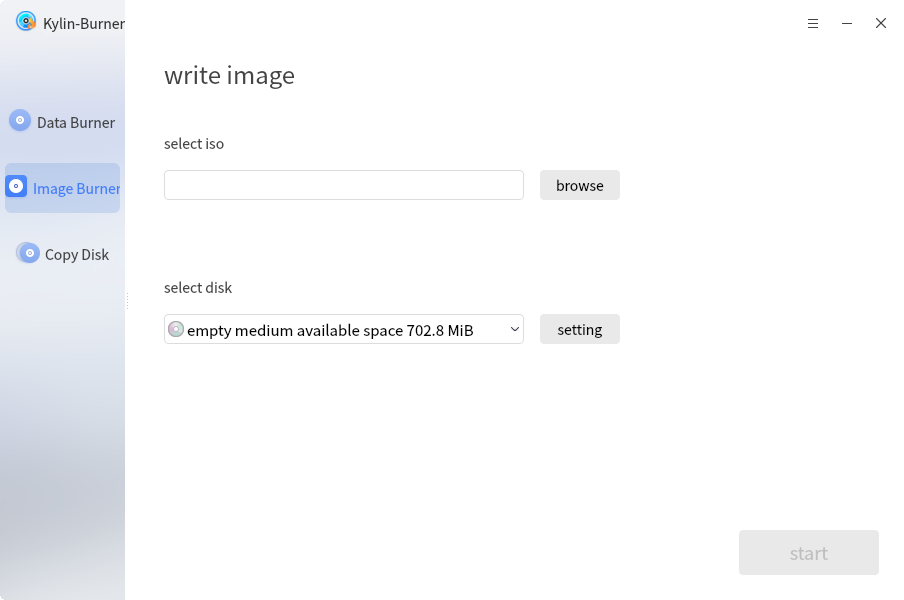 Kylin-Burner
Data Burner
Image Burner
Copy Disk
write image
select iso
browse
select disk
empty medium available space 702.8 MiB
setting
start